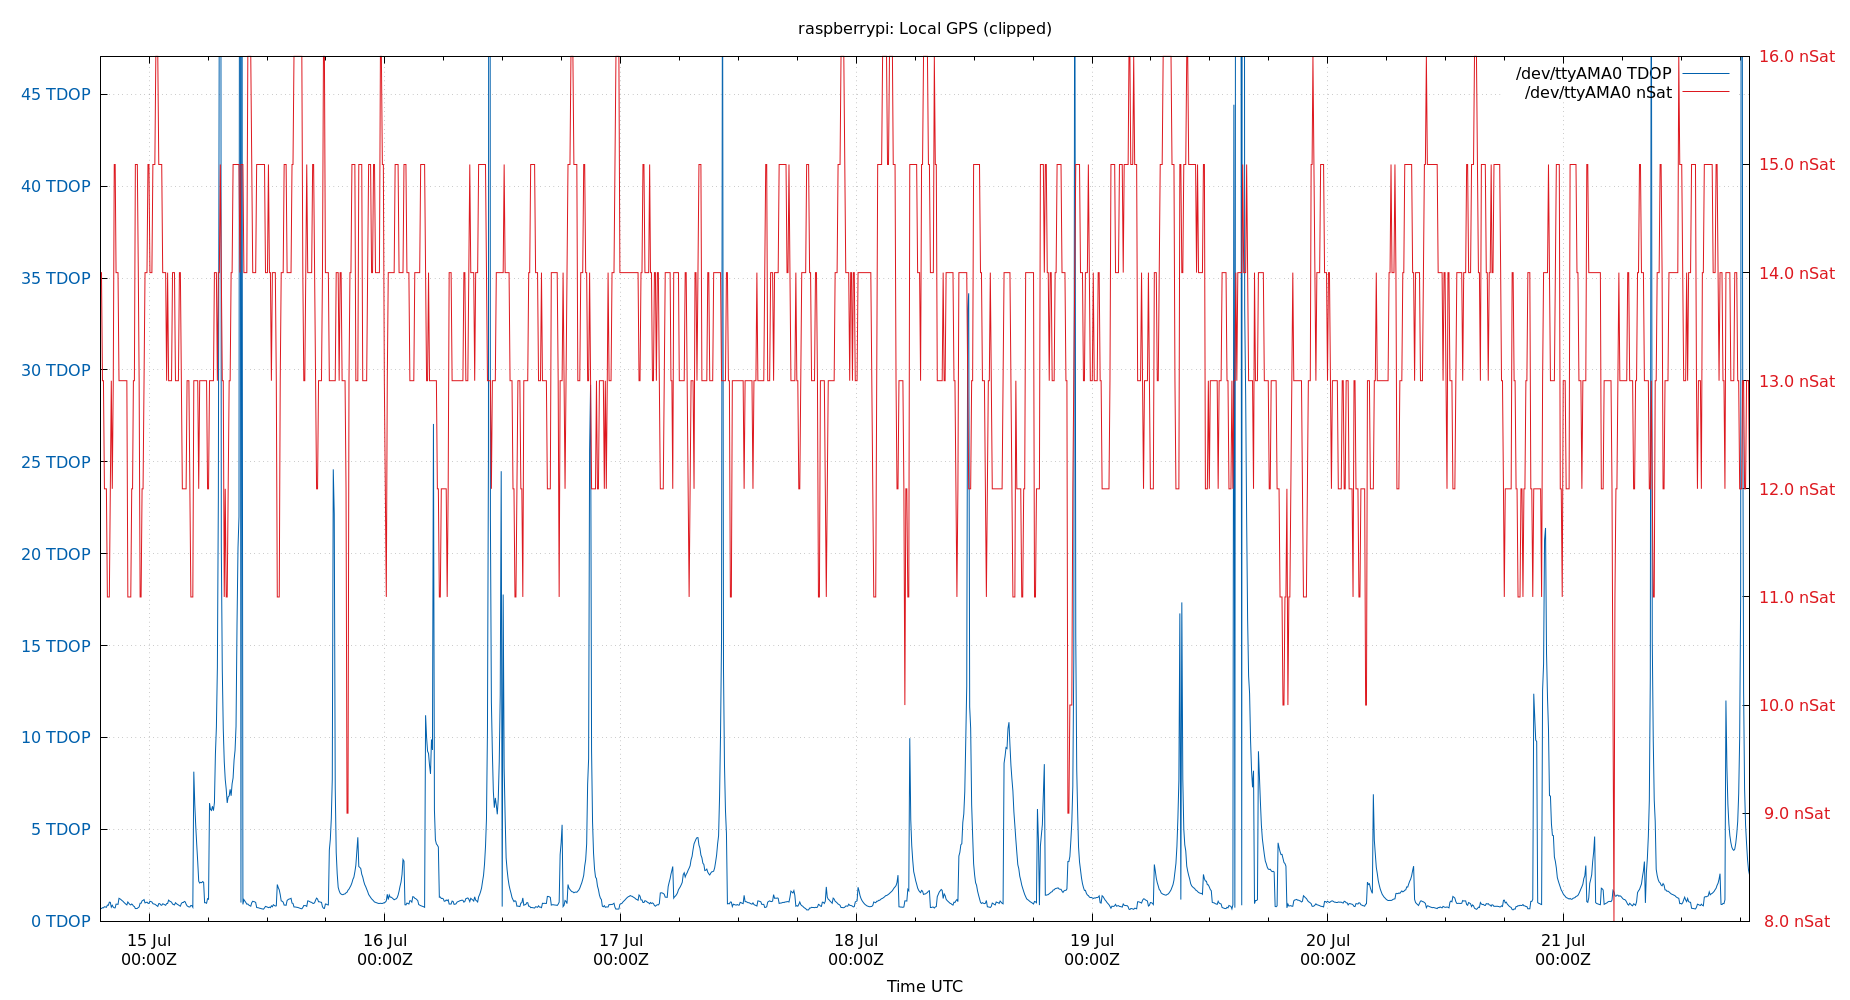 raspberrypi: Local GPS (clipped)
/dev/ttyAMA0 TDOP
/dev/ttyAMA0 nSat
45 TDOP
40 TDOP
35 TDOP
30 TDOP
25 TDOP
20 TDOP
15 TDOP
10 TDOP
5 TDOP
0 TDOP
16.0 nSat
15.0 nSat
14.0 nSat
13.0 nSat
12.0 nSat
11.0 nSat
10.0 nSat
9.0 nSat
8.0 nSat
15 Jul
00:00Z
16 Jul
00:00Z
17 Jul
00:00Z
18 Jul
00:00Z
19 Jul
00:00Z
20 Jul
00:00Z
21 Jul
00:00Z
Time UTC